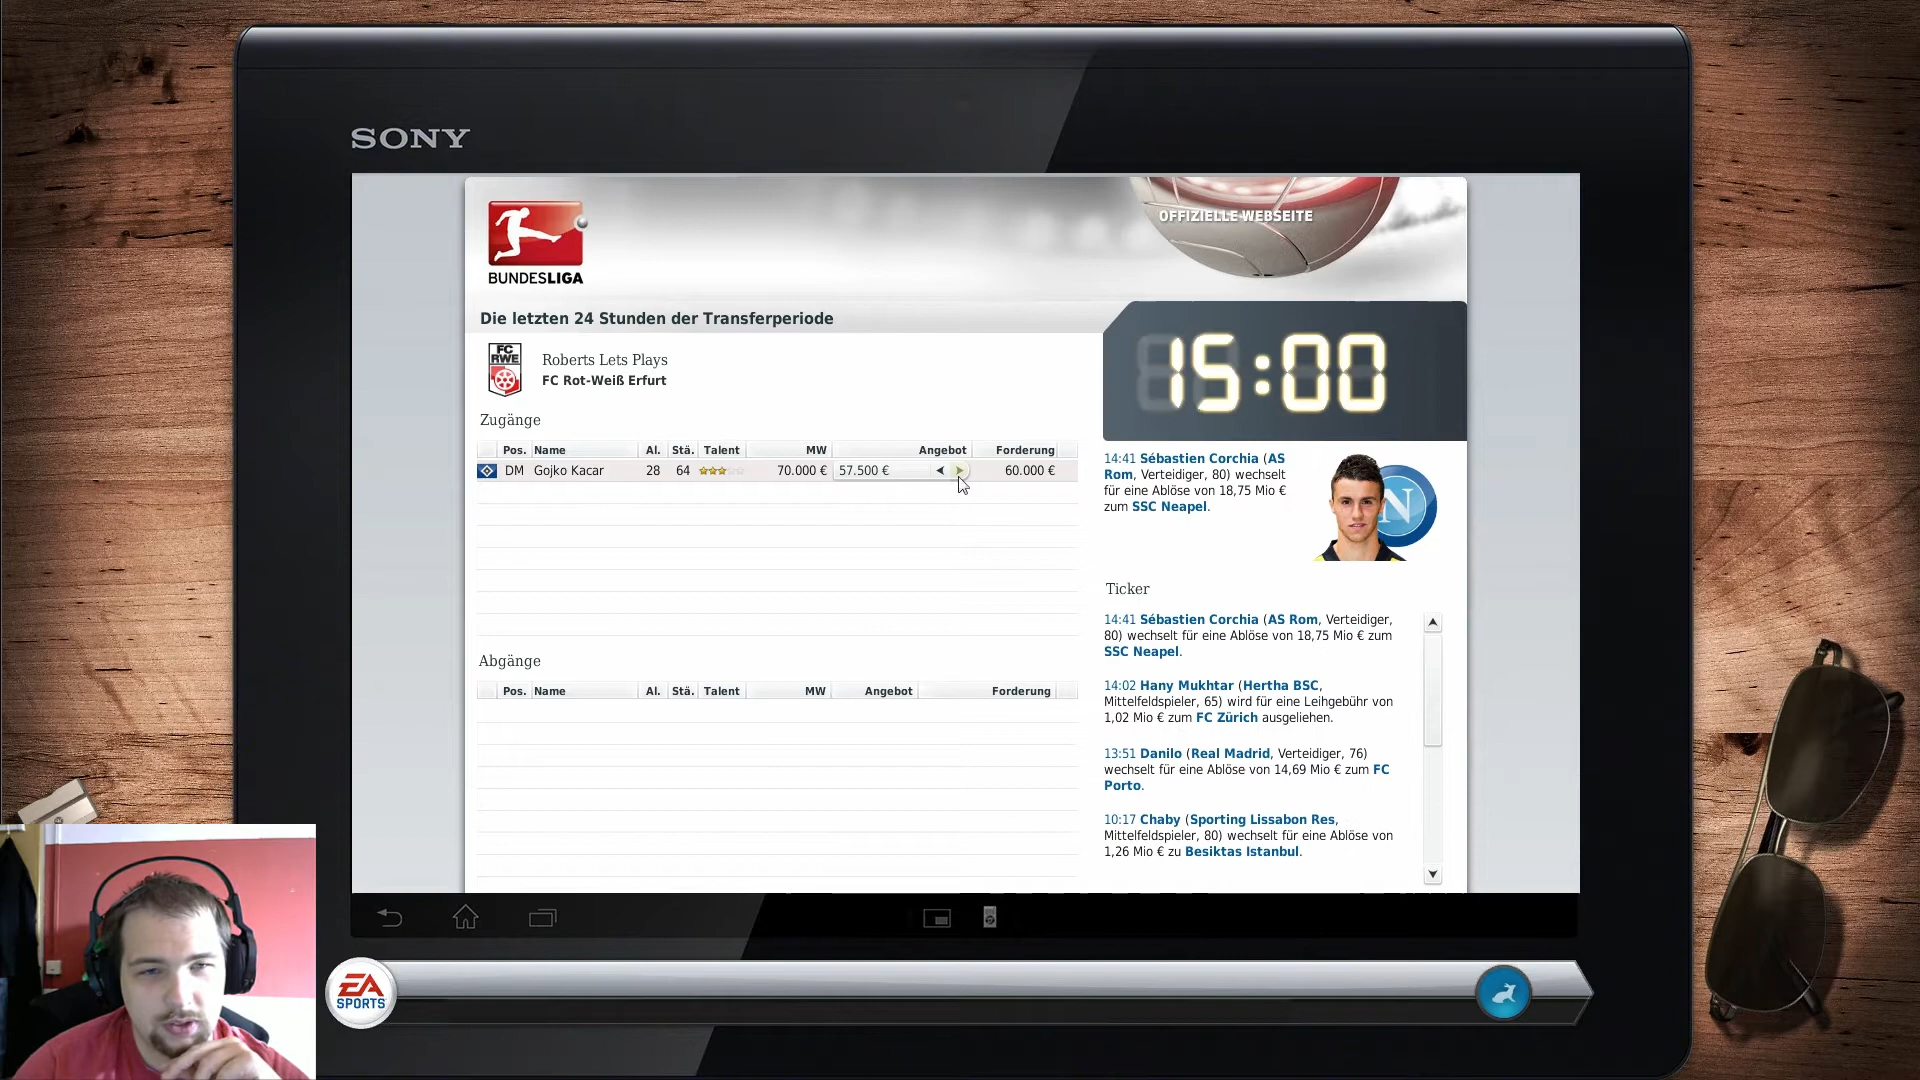 SONY
OFFIZIELLE WEBSEITE
BUNDESLIGA
Die letzten 24 Stunden der Transferperiode
15:00
FC
RWE
Roberts Lets Plays
FC Rot-Weiß Erfurt
Zugänge
Pos. Name Al. Stä. Talent MW Angebot Forderung
DM Gojko Kacar 28 64 70.000 € 57.500 € 60.000 €
14:41 Sébastien Corchia (AS
Rom, Verteidiger, 80) wechselt
für eine Ablöse von 18,75 Mio €
zum SSC Neapel.
N
Ticker
14:41 Sébastien Corchia (AS Rom, Verteidiger,
80) wechselt für eine Ablöse von 18,75 Mio € zum
SSC Neapel.
14:02 Hany Mukhtar (Hertha BSC,
Mittelfeldspieler, 65) wird für eine Leihgebühr von
1,02 Mio € zum FC Zürich ausgeliehen.
13:51 Danilo (Real Madrid, Verteidiger, 76)
wechselt für eine Ablöse von 14,69 Mio € zum FC
Porto.
10:17 Chaby (Sporting Lissabon Res,
Mittelfeldspieler, 80) wechselt für eine Ablöse von
1,26 Mio € zu Besiktas Istanbul.
Abgänge
Pos. Name Al. Stä. Talent MW Angebot Forderung
EA
SPORTS